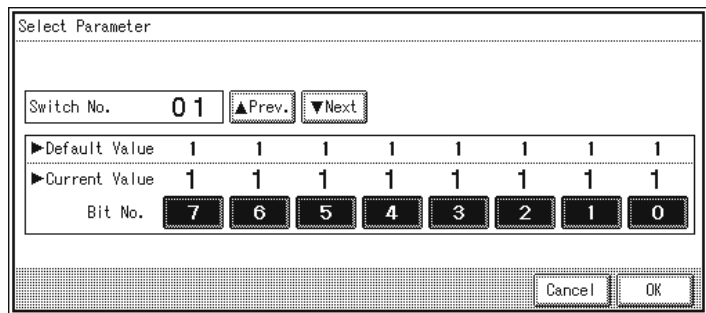 Select Parameter
Switch No. 01 ▲Prev. ▼Next
▶Default Value 1 1 1 1 1 1 1 1
▶Current Value 1 1 1 1 1 1 1 1
Bit No. 7 6 5 4 3 2 1 0
Cancel OK